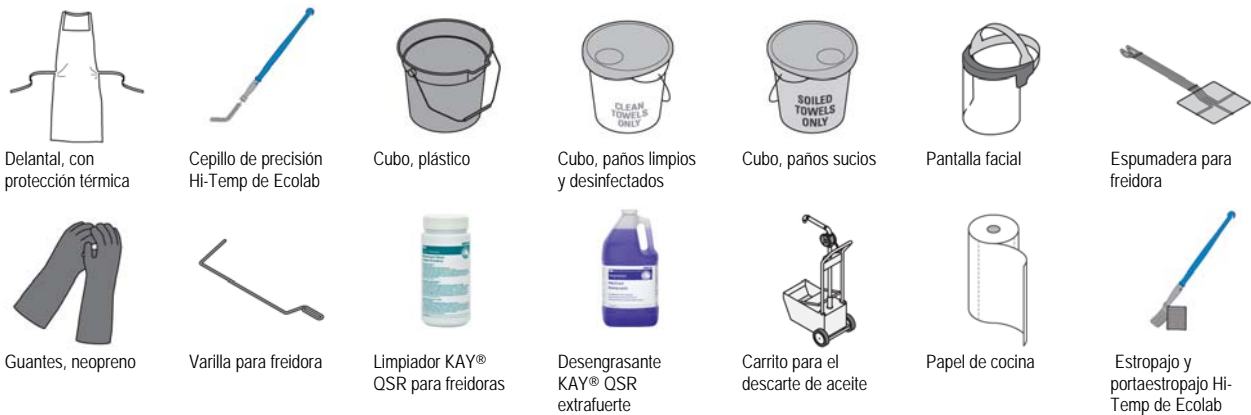 CLEAN
TOWELS
ONLY
SOILED
TOWELS
ONLY
Delantal, con
protección térmica
Cepillo de precisión
Hi-Temp de Ecolab
Cubo, plástico
Cubo, paños limpios
y desinfectados
Cubo, paños sucios
Pantalla facial
Espumadera para
freidora
Guantes, neopreno
Varilla para freidora
Limpiador KAY®
QSR para freidoras
Desengrasante
KAY® QSR
extrafuerte
Carrito para el
descarte de aceite
Papel de cocina
Estropajo y
portaestropajo Hi-
Temp de Ecolab